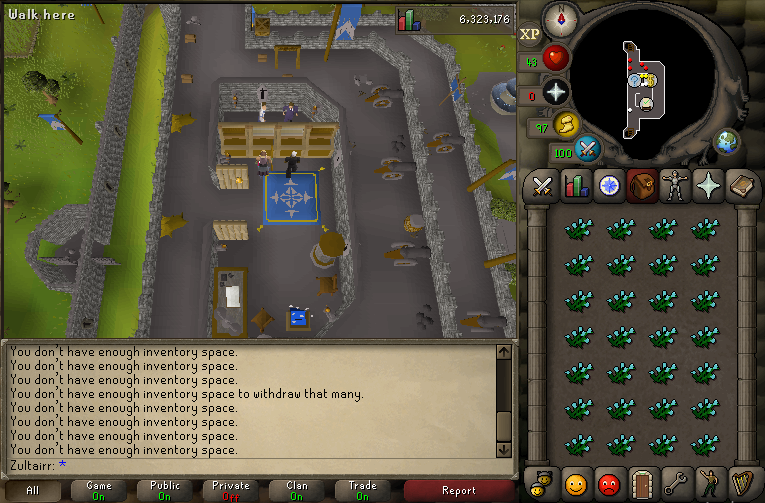 Walk here
6,323,176
XP
N
43
0
97
100
You don't have enough inventory space.
You don't have enough inventory space.
You don't have enough inventory space.
You don't have enough inventory space to withdraw that many.
You don't have enough inventory space.
You don't have enough inventory space.
You don't have enough inventory space.
You don't have enough inventory space.
Zultairr: *
All
Game
On
Public
On
Private
Off
Clan
On
Trade
On
Report